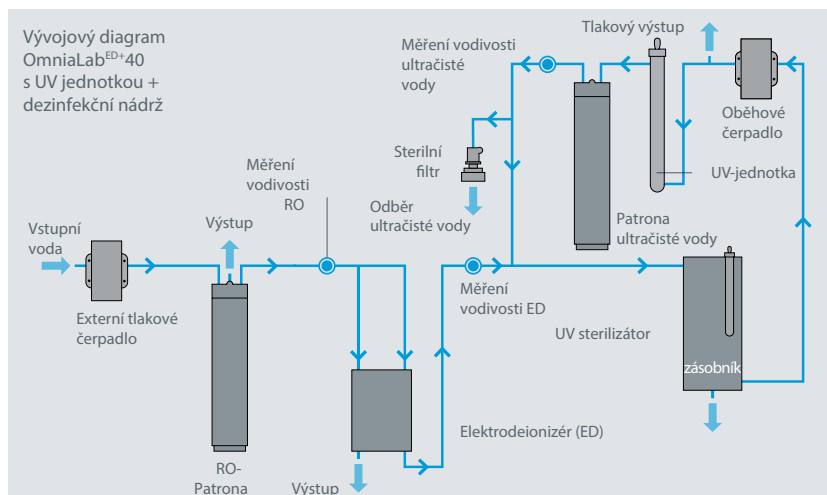 Vývojový diagram
OmniaLabED+40
s UV jednotkou +
dezinfekční nádrž
Měření vodivosti
ultračisté
vody
Tlakový výstup
Oběhové
čerpadlo
Sterilní
filtr
UV-jednotka
Měření
vodivosti
RO
Odběr
ultračisté vody
Patrona
ultračisté vody
Vstupní
voda
Výstup
Externí tlakové
čerpadlo
Měření
vodivosti ED
UV sterilizátor
zásobník
Elektrodeionizér (ED)
RO-
Patrona
Výstup